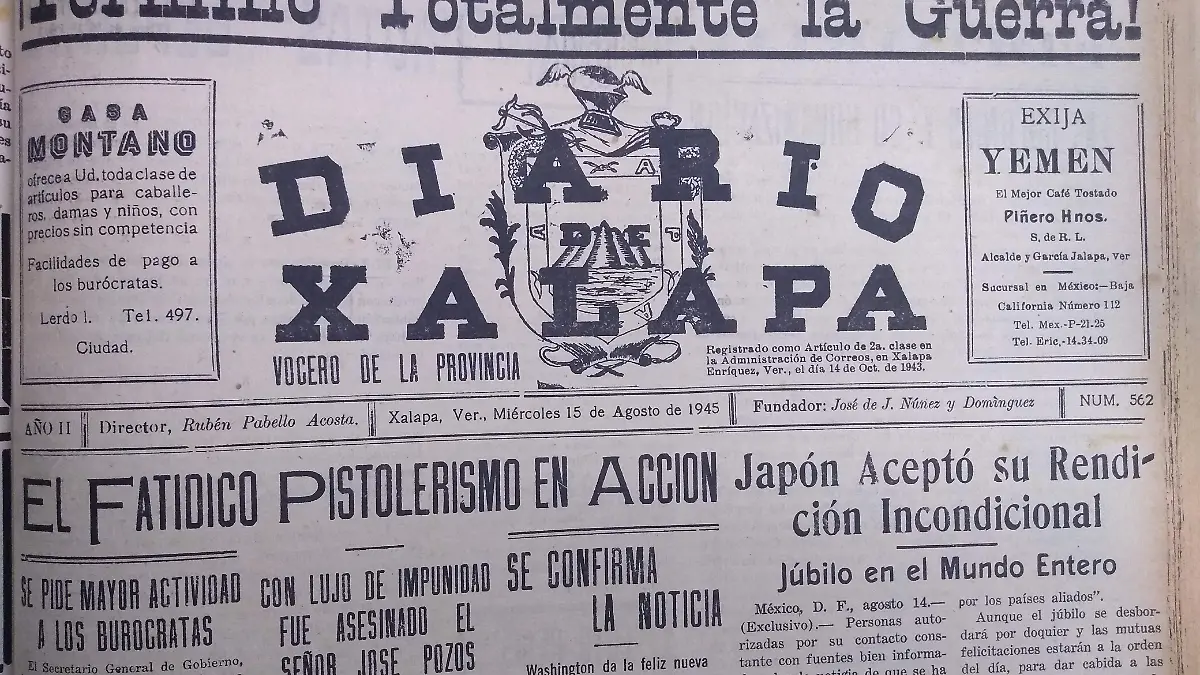 ¡Terminó Totalmente la Guerra!
CASA
MONTANO
ofrece a Ud. toda clase de
artículos para caballe-
ros, damas y niños, con
precios sin competencia
Facilidades de pago a
los burócratas.
Lerdo 1. Tel. 497.
Ciudad.
DIARIO
DE
XALAPA
VOCERO DE LA PROVINCIA
Registrado como Artículo de 2a. clase en
la Administración de Correos, en Xalapa
Enríquez, Ver., el día 14 de Oct. de 1943.
EXIJA
YEMEN
El Mejor Café Tostado
Piñero Hnos.
S. de R. L.
Alcalde y García Jalapa, Ver
Sucursal en México:—Baja
California Número 112
Tel. Mex.-P-21-25
Tel. Eric.-14-34-09
AÑO II
Director, Rubén Pabello Acosta.
Xalapa, Ver., Miércoles 15 de Agosto de 1945
Fundador: José de J. Núñez y Domínguez
NUM. 562
EL FATIDICO PISTOLERISMO EN ACCION
SE PIDE MAYOR ACTIVIDAD
A LOS BUROCRATAS
El Secretario General de Gobierno,
CON LUJO DE IMPUNIDAD
FUE ASESINADO EL
SEÑOR JOSE POZOS
SE CONFIRMA
LA NOTICIA
Washington da la feliz nueva
Japón Aceptó su Rendi-
ción Incondicional
Júbilo en el Mundo Entero
México, D. F., agosto 14.—
(Exclusivo).— Personas auto-
rizadas por su contacto cons-
tante con fuentes bien informa-
de que se ha
por los países aliados".
Aunque el júbilo se desbor-
dará por doquier y las mutuas
felicitaciones estarán a la orden
del día, para dar cabida a las